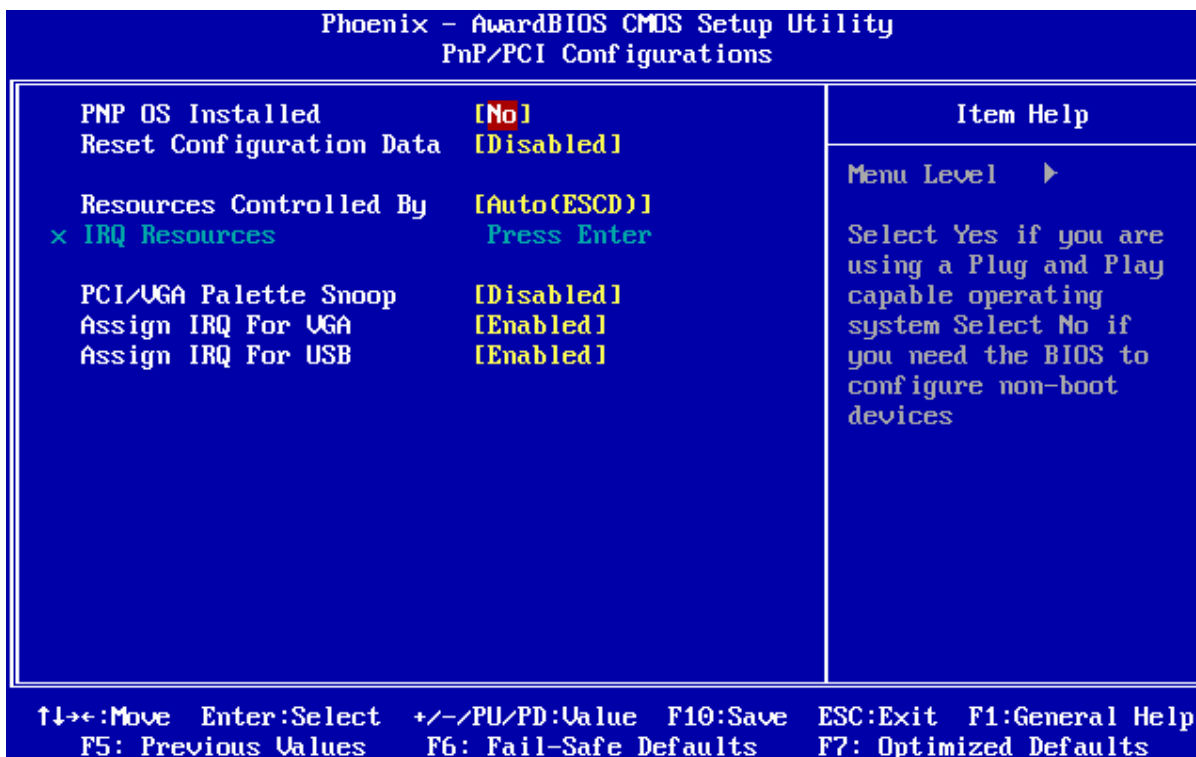 Phoenix - AwardBIOS CMOS Setup Utility
PnP/PCI Configurations
PNP OS Installed [No]
Reset Configuration Data [Disabled]
Resources Controlled By [Auto(ESCD)]
x IRQ Resources Press Enter
PCI/VGA Palette Snoop [Disabled]
Assign IRQ For VGA [Enabled]
Assign IRQ For USB [Enabled]
Item Help
Menu Level ▶
Select Yes if you are
using a Plug and Play
capable operating
system Select No if
you need the BIOS to
configure non-boot
devices
↑↓→←:Move Enter:Select +/-/PU/PD:Value F10:Save ESC:Exit F1:General Help
F5: Previous Values F6: Fail-Safe Defaults F7: Optimized Defaults